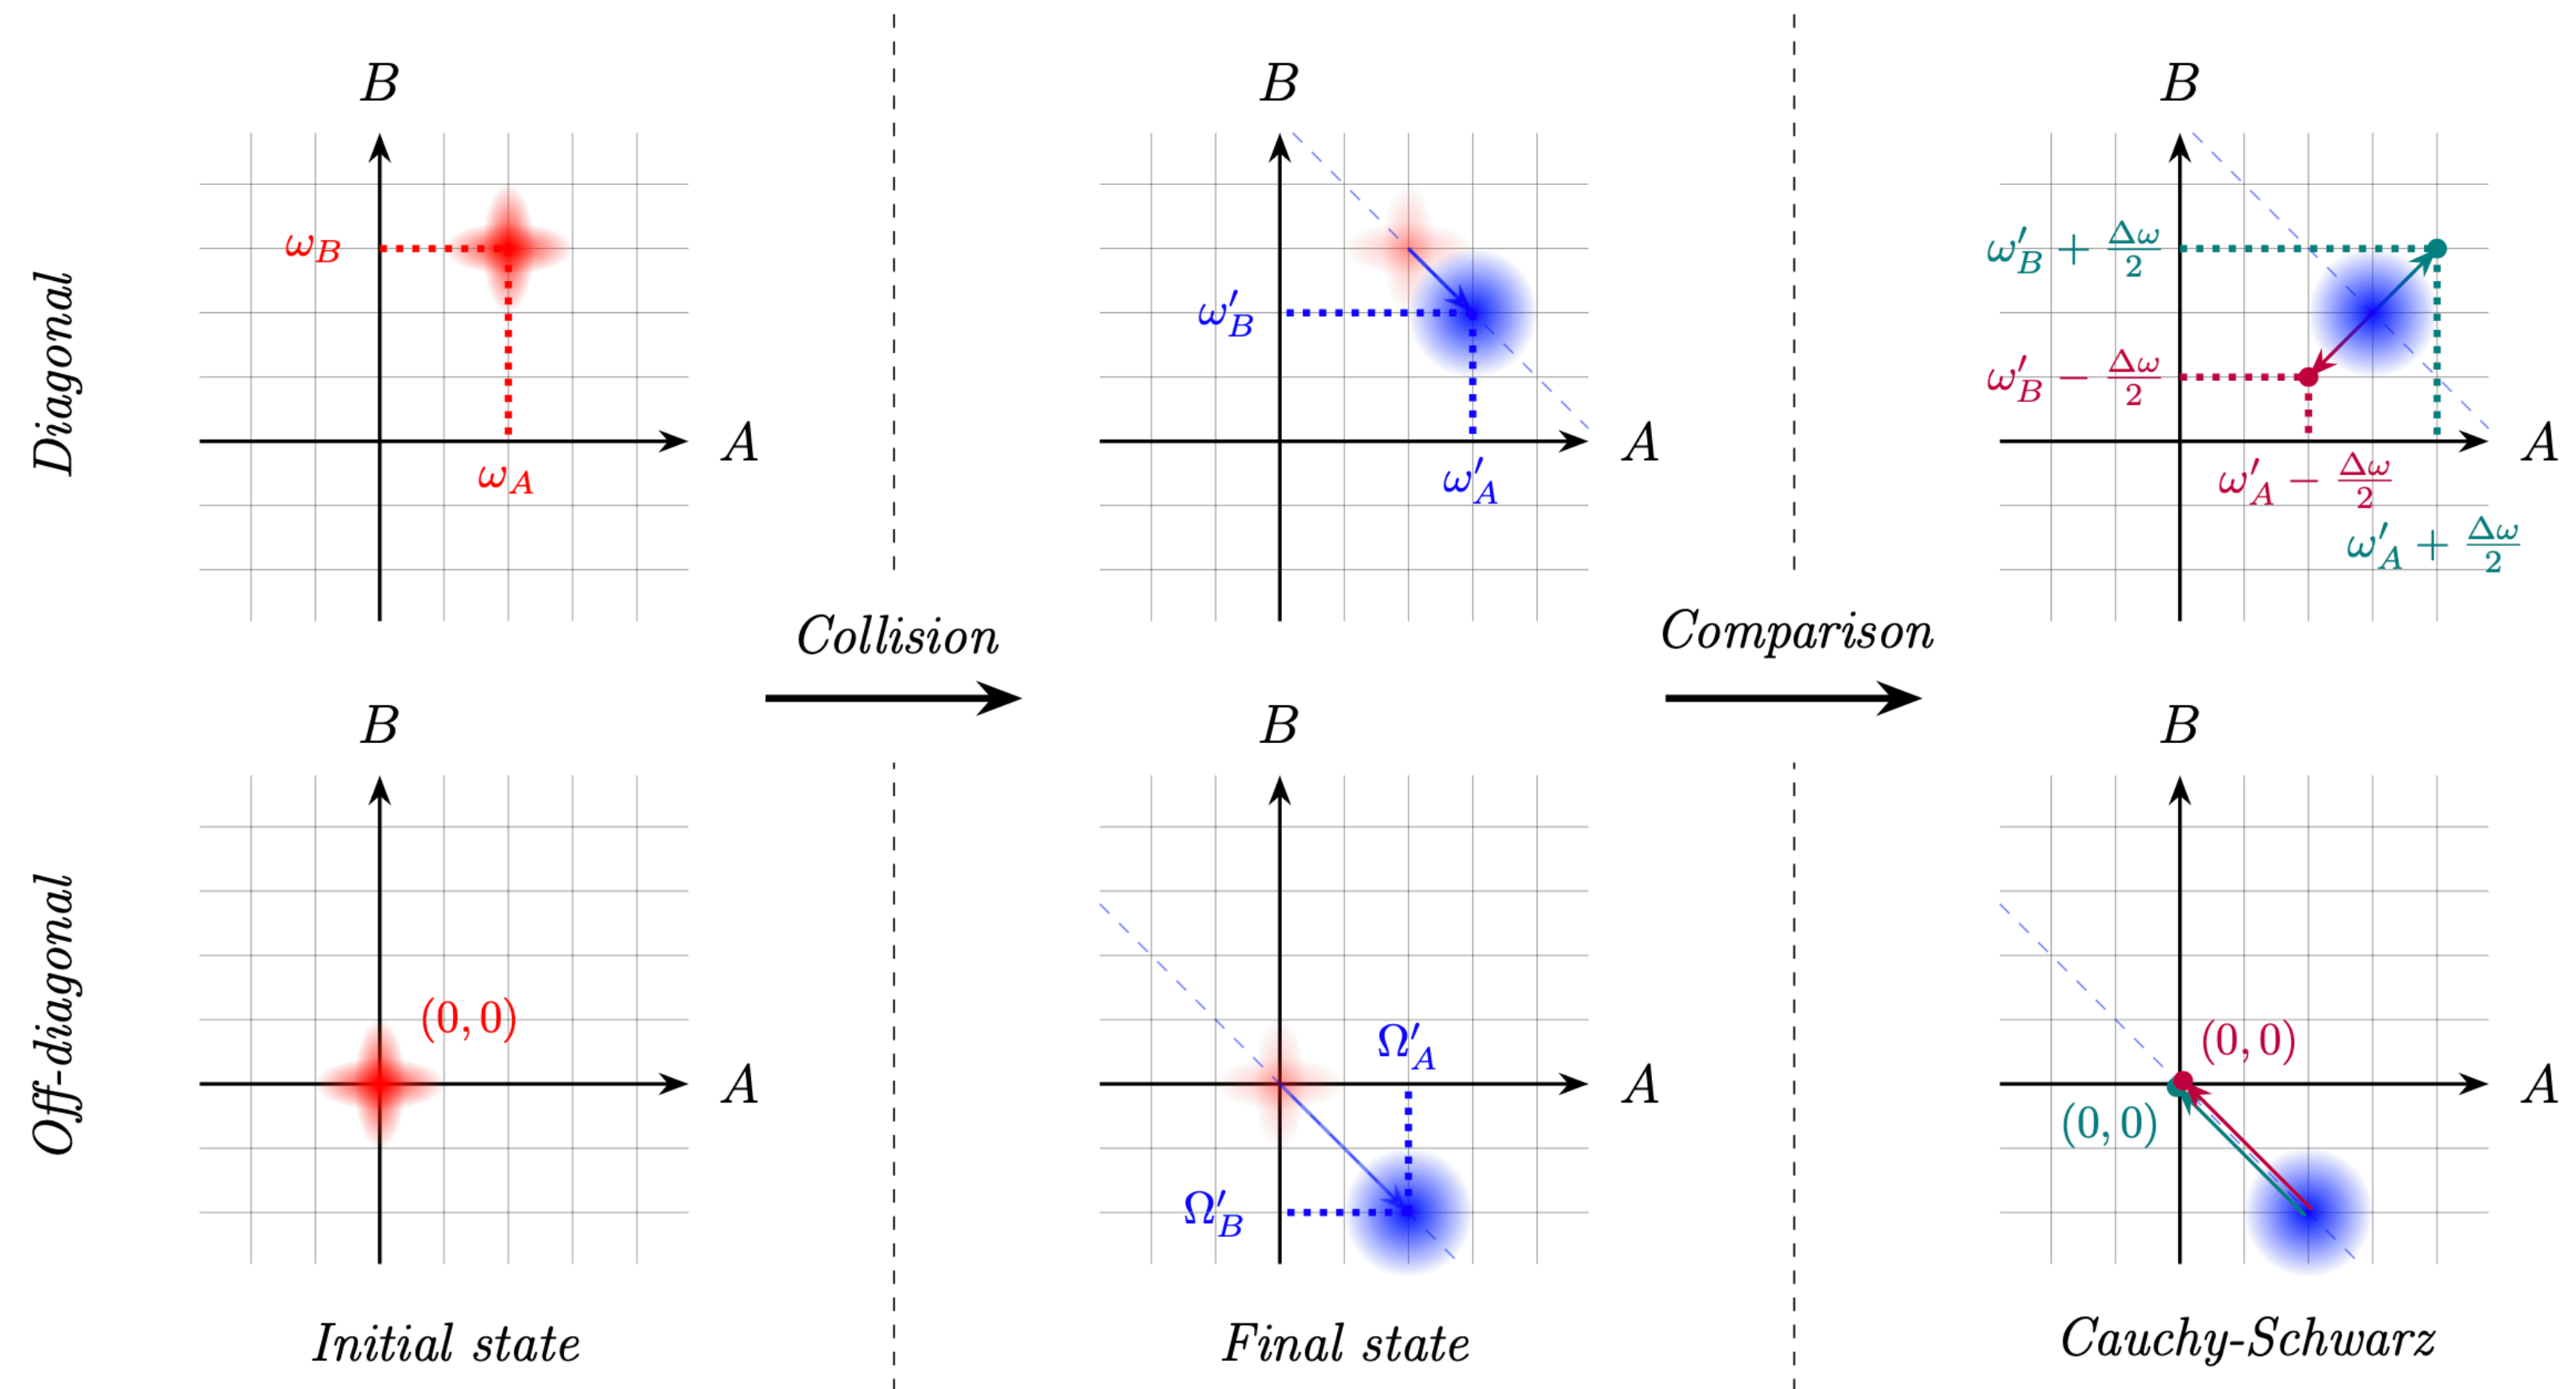 Diagonal
B
ω_B
ω_A
A
B
ω′_B
ω′_A
A
B
ω′_B + Δω/2
ω′_B − Δω/2
A
ω′_A − Δω/2
ω′_A + Δω/2
Collision
Comparison
Off-diagonal
B
(0, 0)
A
B
Ω′_A
A
Ω′_B
B
(0, 0)
A
(0, 0)
Initial state
Final state
Cauchy-Schwarz